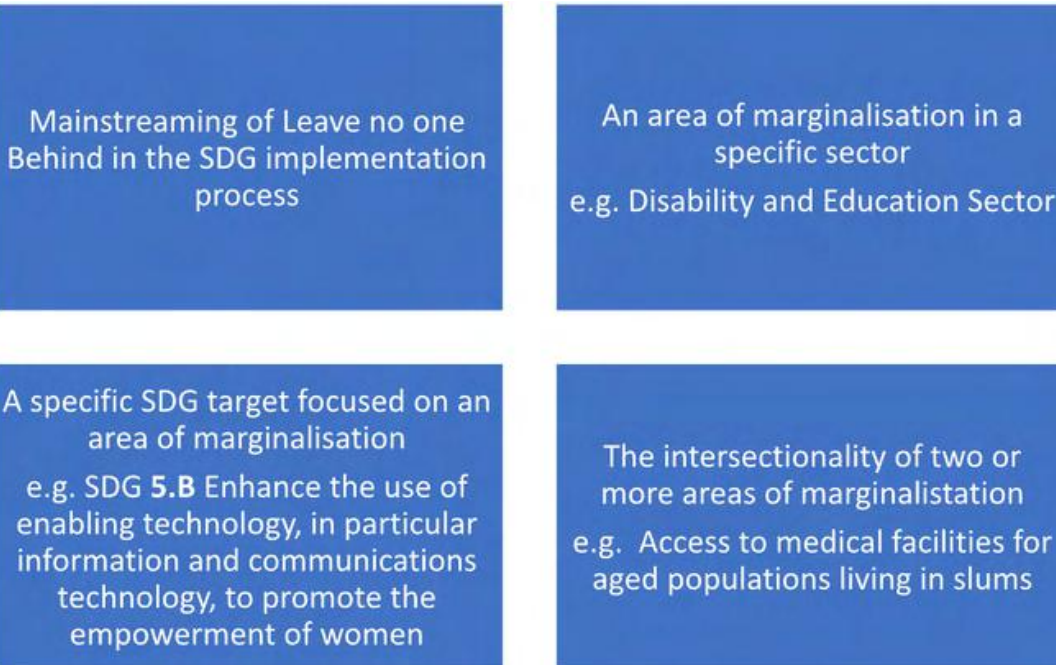 Mainstreaming of Leave no one
Behind in the SDG implementation
process
An area of marginalisation in a
specific sector
e.g. Disability and Education Sector
A specific SDG target focused on an
area of marginalisation
e.g. SDG 5.B Enhance the use of
enabling technology, in particular
information and communications
technology, to promote the
empowerment of women
The intersectionality of two or
more areas of marginalistation
e.g. Access to medical facilities for
aged populations living in slums